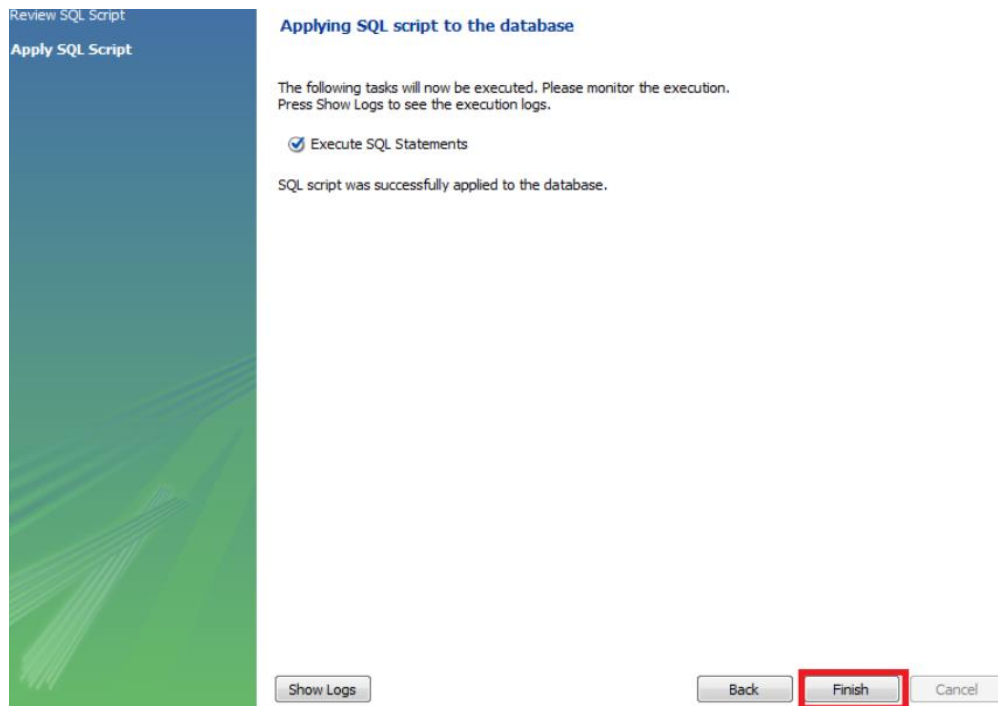 Review SQL Script
Apply SQL Script
Applying SQL script to the database
The following tasks will now be executed. Please monitor the execution.
Press Show Logs to see the execution logs.
Execute SQL Statements
SQL script was successfully applied to the database.
Show Logs
Back
Finish
Cancel